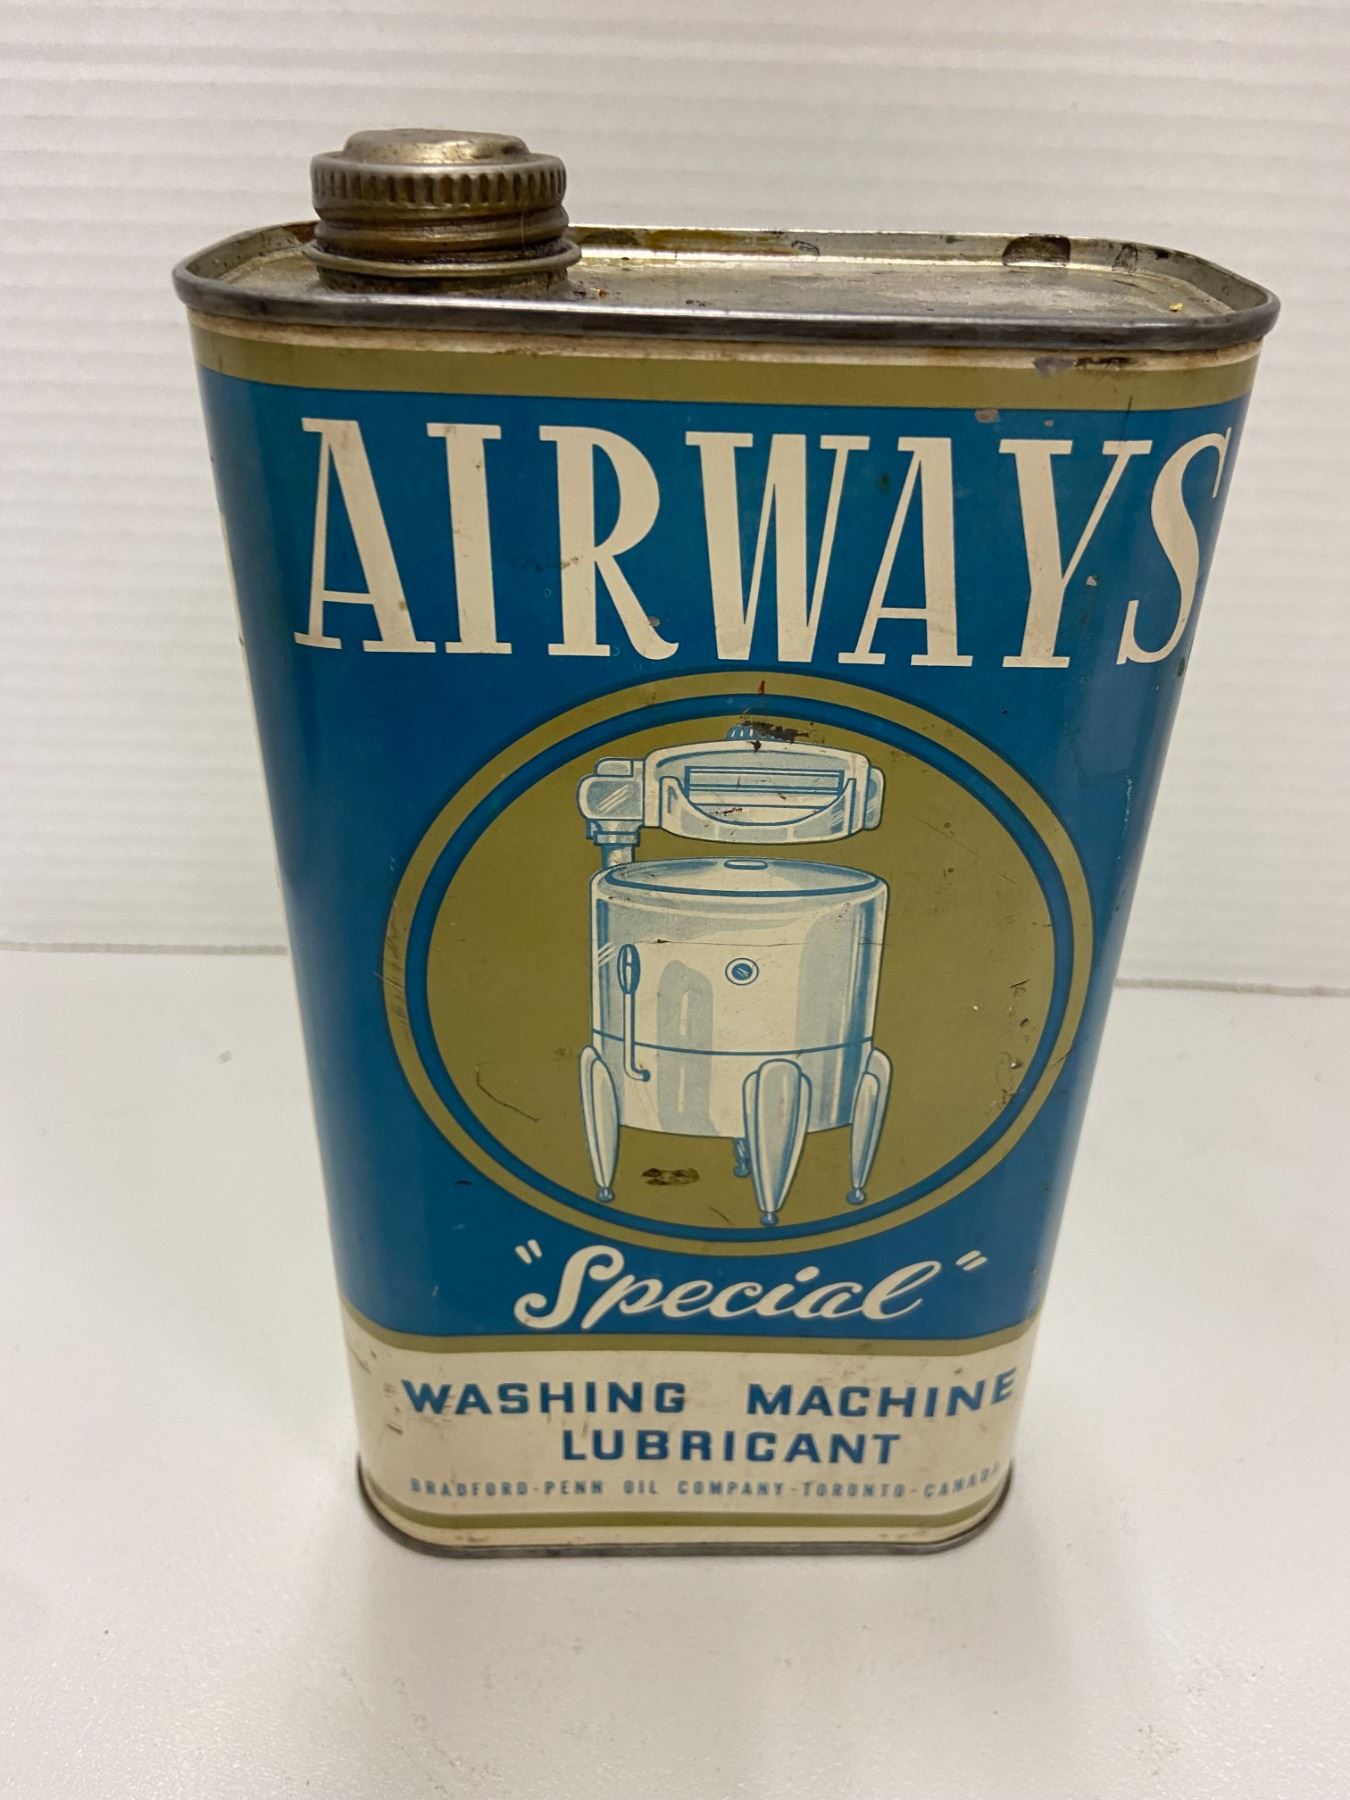 AIRWAYS
"Special"
WASHING MACHINE
LUBRICANT
BRADFORD-PENN OIL COMPANY-TORONTO-CANADA